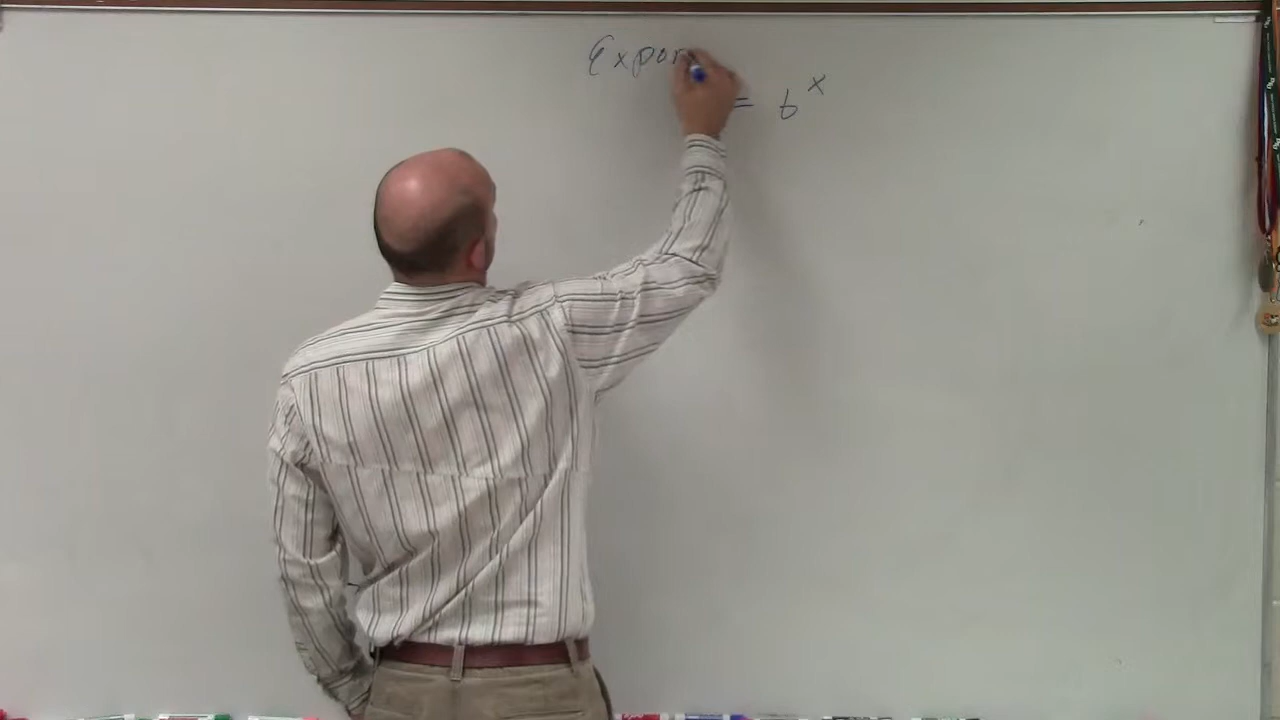 Expon
= b^x